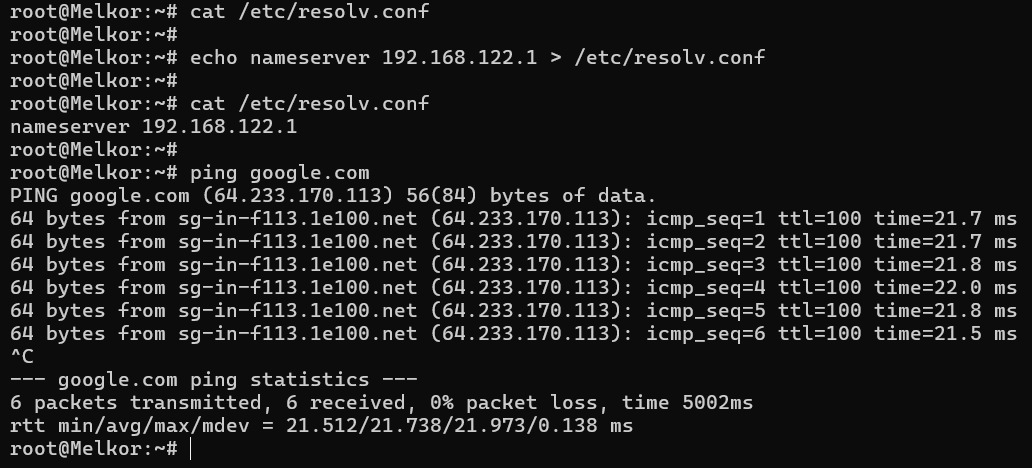 root@Melkor:~# cat /etc/resolv.conf
root@Melkor:~#
root@Melkor:~# echo nameserver 192.168.122.1 > /etc/resolv.conf
root@Melkor:~#
root@Melkor:~# cat /etc/resolv.conf
nameserver 192.168.122.1
root@Melkor:~#
root@Melkor:~# ping google.com
PING google.com (64.233.170.113) 56(84) bytes of data.
64 bytes from sg-in-f113.1e100.net (64.233.170.113): icmp_seq=1 ttl=100 time=21.7 ms
64 bytes from sg-in-f113.1e100.net (64.233.170.113): icmp_seq=2 ttl=100 time=21.7 ms
64 bytes from sg-in-f113.1e100.net (64.233.170.113): icmp_seq=3 ttl=100 time=21.8 ms
64 bytes from sg-in-f113.1e100.net (64.233.170.113): icmp_seq=4 ttl=100 time=22.0 ms
64 bytes from sg-in-f113.1e100.net (64.233.170.113): icmp_seq=5 ttl=100 time=21.8 ms
64 bytes from sg-in-f113.1e100.net (64.233.170.113): icmp_seq=6 ttl=100 time=21.5 ms
^C
--- google.com ping statistics ---
6 packets transmitted, 6 received, 0% packet loss, time 5002ms
rtt min/avg/max/mdev = 21.512/21.738/21.973/0.138 ms
root@Melkor:~#